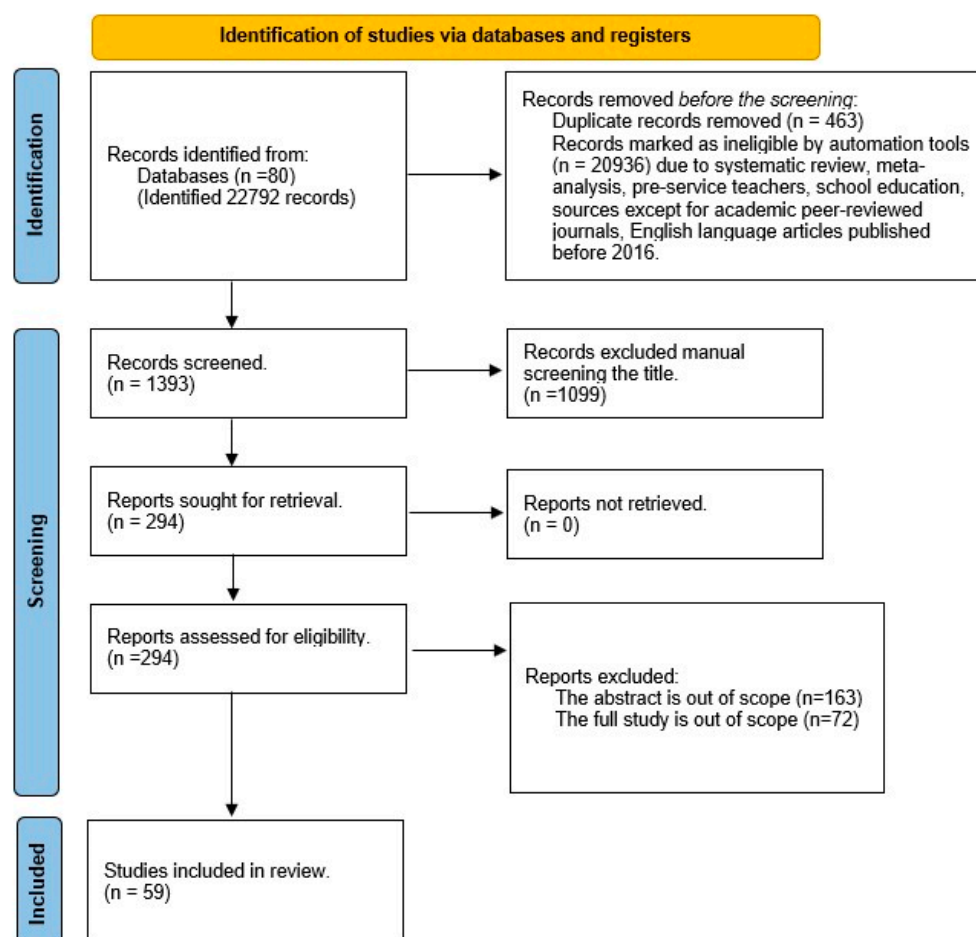 Identification of studies via databases and registers
Identification
Records identified from:
Databases (n =80)
(Identified 22792 records)
Records removed before the screening:
Duplicate records removed (n = 463)
Records marked as ineligible by automation tools
(n = 20936) due to systematic review, meta-
analysis, pre-service teachers, school education,
sources except for academic peer-reviewed
journals, English language articles published
before 2016.
Screening
Records screened.
(n = 1393)
Records excluded manual
screening the title.
(n =1099)
Reports sought for retrieval.
(n = 294)
Reports not retrieved.
(n = 0)
Reports assessed for eligibility.
(n =294)
Reports excluded:
The abstract is out of scope (n=163)
The full study is out of scope (n=72)
Included
Studies included in review.
(n = 59)